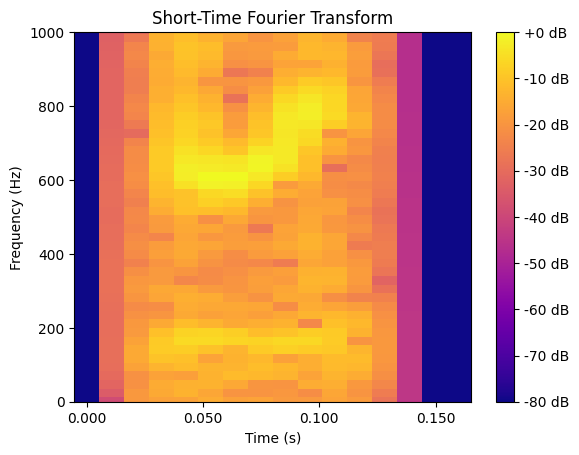 Short-Time Fourier Transform
1000
800
600
400
200
0
Frequency (Hz)
0.000
0.050
0.100
0.150
Time (s)
+0 dB
-10 dB
-20 dB
-30 dB
-40 dB
-50 dB
-60 dB
-70 dB
-80 dB